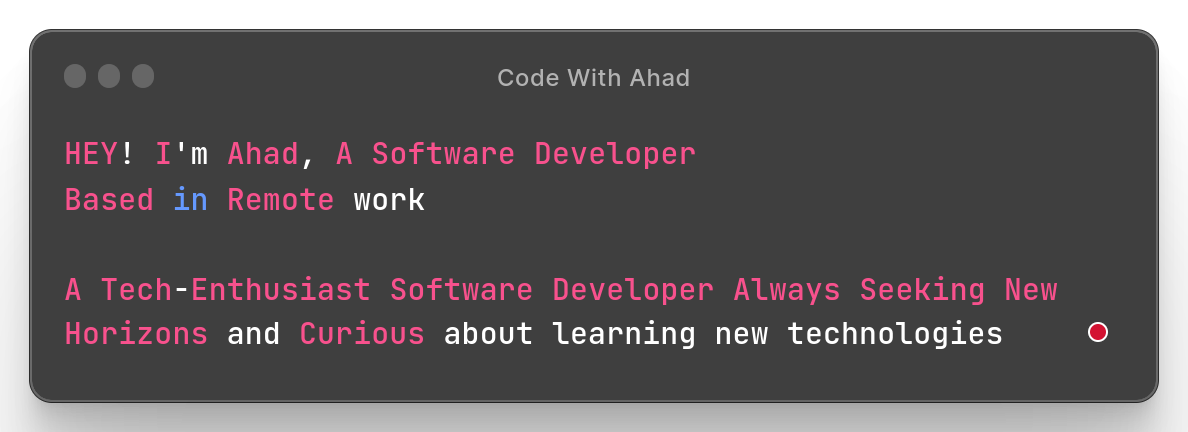 Code With Ahad
HEY! I'm Ahad, A Software Developer
Based in Remote work
A Tech-Enthusiast Software Developer Always Seeking New
Horizons and Curious about learning new technologies